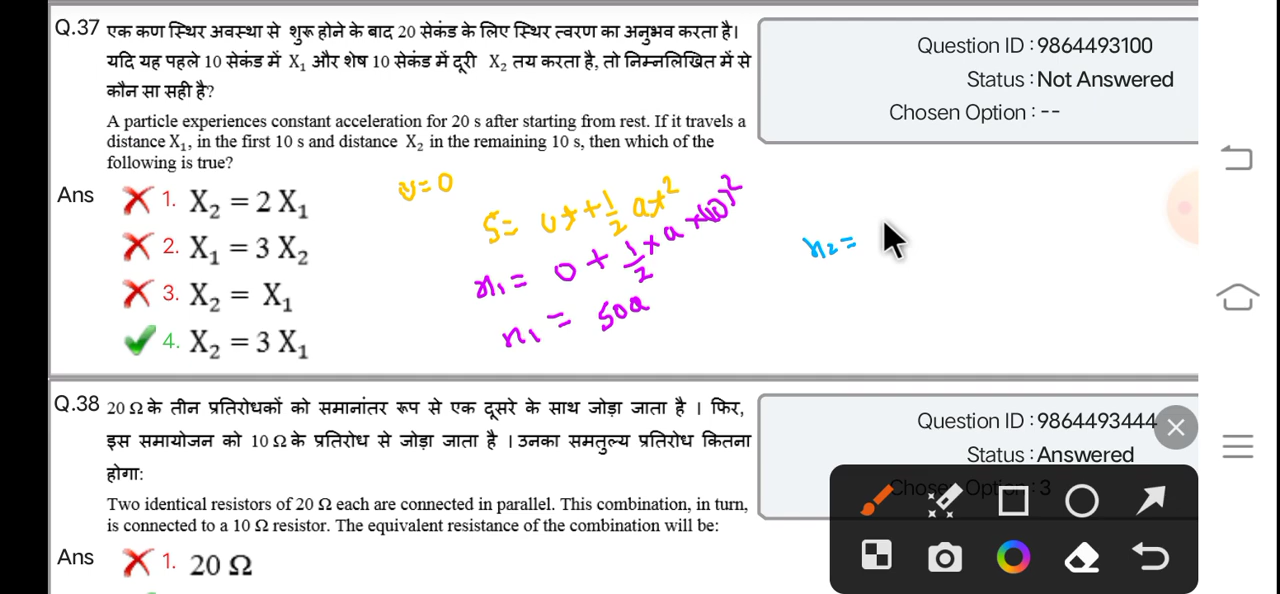 Q.37 एक कण स्थिर अवस्था से शुरू होने के बाद 20 सेकंड के लिए स्थिर त्वरण का अनुभव करता है।
यदि यह पहले 10 सेकंड में X₁ और शेष 10 सेकंड में दूरी X₂ तय करता है, तो निम्नलिखित में से
कौन सा सही है?
A particle experiences constant acceleration for 20 s after starting from rest. If it travels a
distance X₁, in the first 10 s and distance X₂ in the remaining 10 s, then which of the
following is true?
Ans 1. X₂ = 2 X₁
2. X₁ = 3 X₂
3. X₂ = X₁
4. X₂ = 3 X₁
Question ID : 9864493100
Status : Not Answered
Chosen Option : --
u=0
S= ut+½ at²
x₁= 0 + ½ × a ×(10)²
x₁ = 50a
x₂ =
Q.38 20 Ω के तीन प्रतिरोधकों को समानांतर रूप से एक दूसरे के साथ जोड़ा जाता है । फिर,
इस समायोजन को 10 Ω के प्रतिरोध से जोड़ा जाता है । उनका समतुल्य प्रतिरोध कितना
होगा:
Two identical resistors of 20 Ω each are connected in parallel. This combination, in turn,
is connected to a 10 Ω resistor. The equivalent resistance of the combination will be:
Ans 1. 20 Ω
Question ID : 9864493444
Status : Answered
Chosen Option : 3